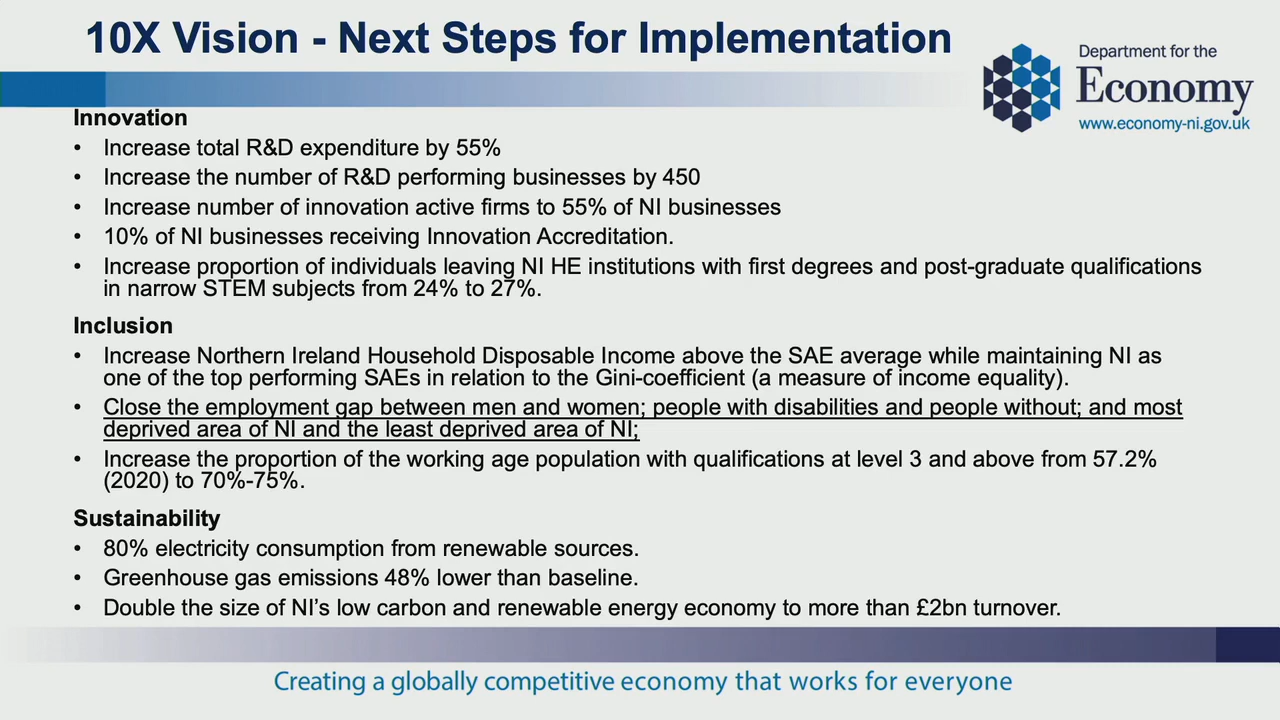 10X Vision - Next Steps for Implementation
Department for the
Economy
www.economy-ni.gov.uk
Innovation
• Increase total R&D expenditure by 55%
• Increase the number of R&D performing businesses by 450
• Increase number of innovation active firms to 55% of NI businesses
• 10% of NI businesses receiving Innovation Accreditation.
• Increase proportion of individuals leaving NI HE institutions with first degrees and post-graduate qualifications
in narrow STEM subjects from 24% to 27%.
Inclusion
• Increase Northern Ireland Household Disposable Income above the SAE average while maintaining NI as
one of the top performing SAEs in relation to the Gini-coefficient (a measure of income equality).
• Close the employment gap between men and women; people with disabilities and people without; and most
deprived area of NI and the least deprived area of NI;
• Increase the proportion of the working age population with qualifications at level 3 and above from 57.2%
(2020) to 70%-75%.
Sustainability
• 80% electricity consumption from renewable sources.
• Greenhouse gas emissions 48% lower than baseline.
• Double the size of NI's low carbon and renewable energy economy to more than £2bn turnover.
Creating a globally competitive economy that works for everyone